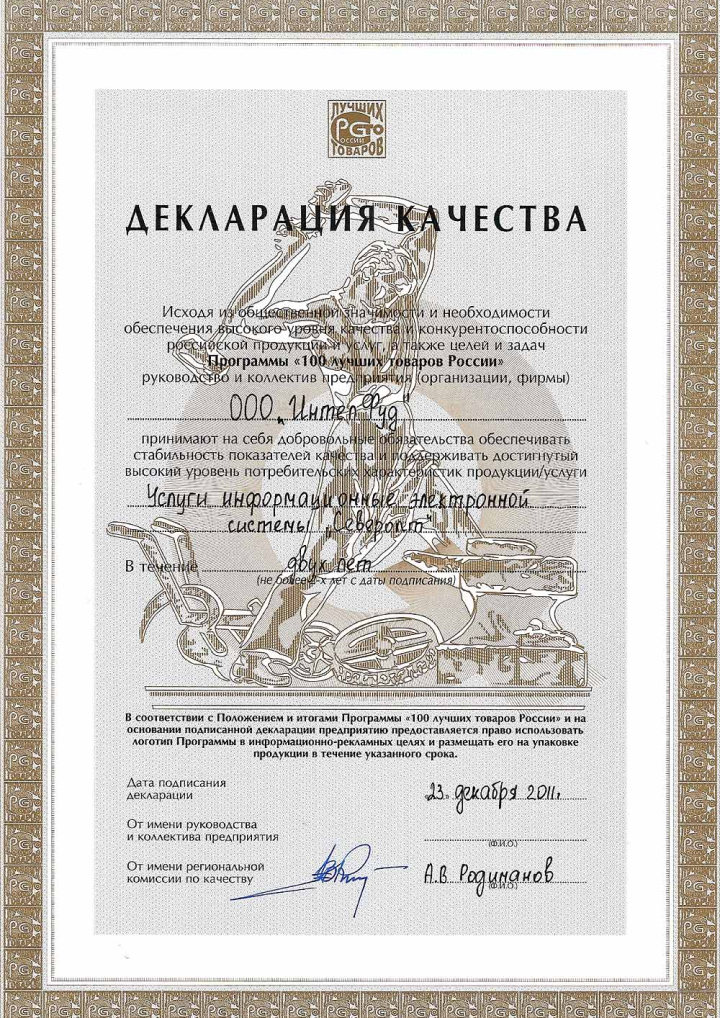 ЛУЧШИХ
PGТО
РОССИИ
ТОВАРОВ
ДЕКЛАРАЦИЯ КАЧЕСТВА
Исходя из общественной значимости и необходимости
обеспечения высокого уровня качества и конкурентоспособности
российской продукции и услуг, а также целей и задач
Программы «100 лучших товаров России»
руководство и коллектив предприятия (организации, фирмы)
ООО „ИнтерФуд"
принимают на себя добровольные обязательства обеспечивать
стабильность показателей качества и поддерживать достигнутый
высокий уровень потребительских характеристик продукции/услуги
Услуги информационные электронной
системы „Североопт"
В течение двух лет
(не более 2-х лет с даты подписания)
В соответствии с Положением и итогами Программы «100 лучших товаров России» и на
основании подписанной декларации предприятию предоставляется право использовать
логотип Программы в информационно-рекламных целях и размещать его на упаковке
продукции в течение указанного срока.
Дата подписания
декларации
23 декабря 2011г
От имени руководства
и коллектива предприятия
(Ф.И.О.)
От имени региональной
комиссии по качеству
А.В. Родиманов
(Ф.И.О.)